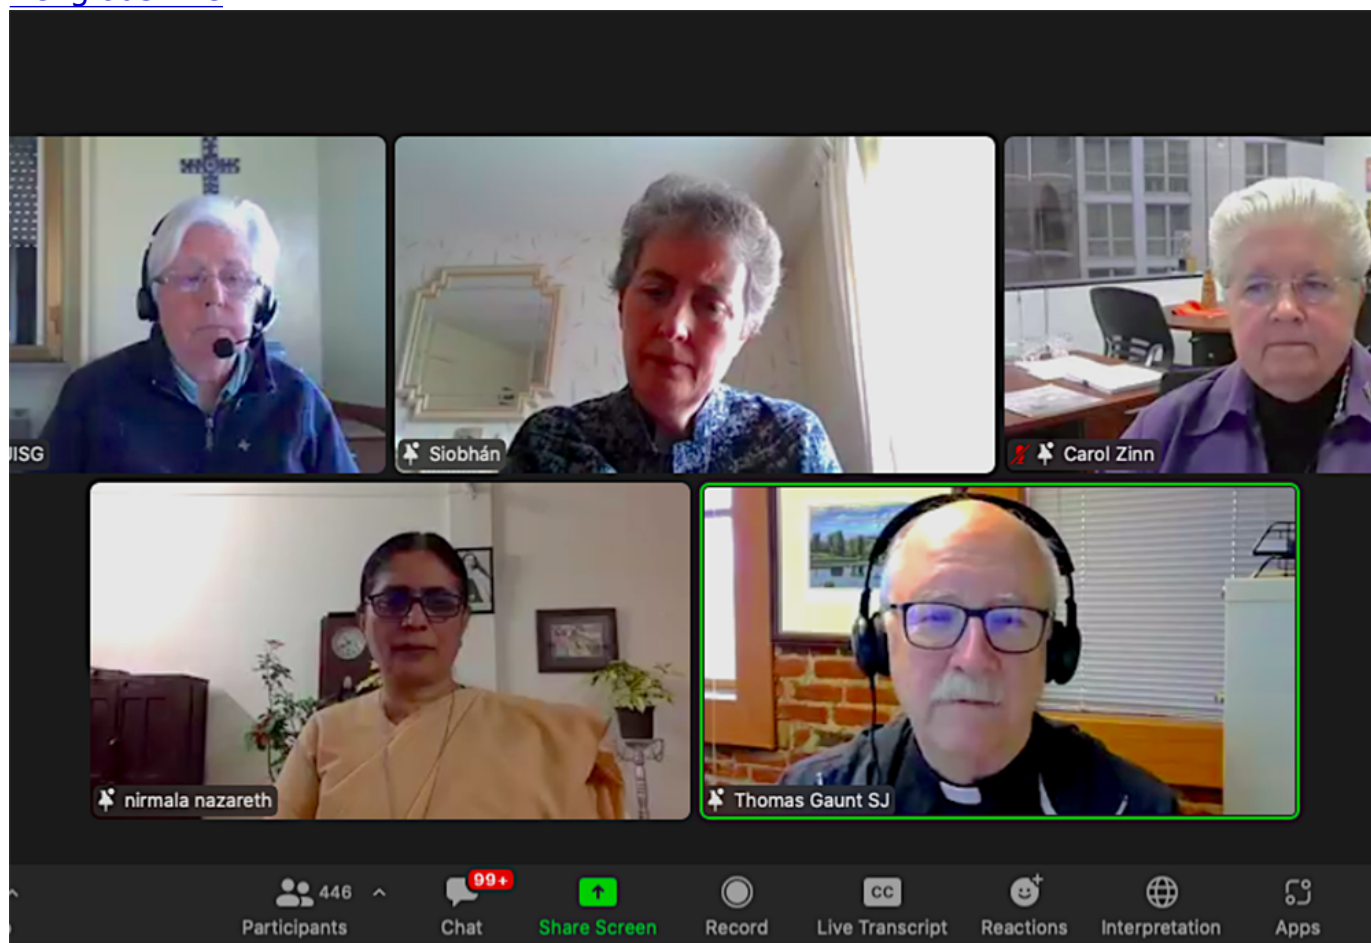 UISG
Siobhán
Carol Zinn
nirmala nazareth
Thomas Gaunt SJ
446
99+
CC
Participants
Chat
Share Screen
Record
Live Transcript
Reactions
Interpretation
Apps